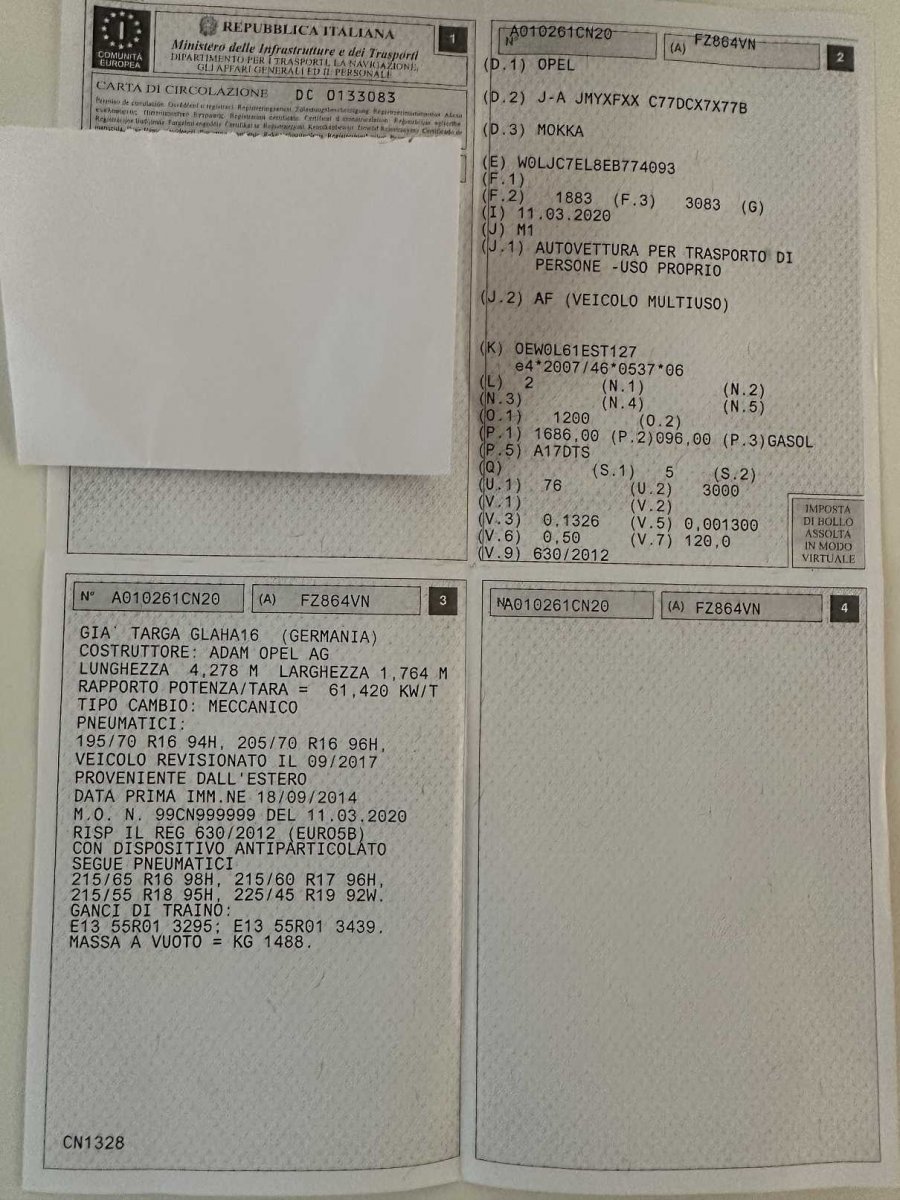 I
COMUNITÀ
EUROPEA
REPUBBLICA ITALIANA
Ministero delle Infrastrutture e dei Trasporti
DIPARTIMENTO PER I TRASPORTI, LA NAVIGAZIONE,
GLI AFFARI GENERALI ED IL PERSONALE
1
CARTA DI CIRCOLAZIONE DC 0133083
N° A010261CN20 (A) FZ864VN 2
(D.1) OPEL
(D.2) J-A JMYXFXX C77DCX7X77B
(D.3) MOKKA
(E) W0LJC7EL8EB774093
(F.1)
(F.2) 1883 (F.3) 3083 (G)
(I) 11.03.2020
(J) M1
(J.1) AUTOVETTURA PER TRASPORTO DI
PERSONE -USO PROPRIO
(J.2) AF (VEICOLO MULTIUSO)
(K) OEW0L61EST127
e4*2007/46*0537*06
(L) 2 (N.1) (N.2)
(N.3) (N.4) (N.5)
(O.1) 1200 (O.2)
(P.1) 1686,00 (P.2)096,00 (P.3)GASOL
(P.5) A17DTS
(Q) (S.1) 5 (S.2)
(U.1) 76 (U.2) 3000
(V.1) (V.2)
(V.3) 0,1326 (V.5) 0,001300
(V.6) 0,50 (V.7) 120,0
(V.9) 630/2012
IMPOSTA
DI BOLLO
ASSOLTA
IN MODO
VIRTUALE
N° A010261CN20 (A) FZ864VN 3
GIA' TARGA GLAHA16 (GERMANIA)
COSTRUTTORE: ADAM OPEL AG
LUNGHEZZA 4,278 M LARGHEZZA 1,764 M
RAPPORTO POTENZA/TARA = 61,420 KW/T
TIPO CAMBIO: MECCANICO
PNEUMATICI:
195/70 R16 94H, 205/70 R16 96H,
VEICOLO REVISIONATO IL 09/2017
PROVENIENTE DALL'ESTERO
DATA PRIMA IMM.NE 18/09/2014
M.O. N. 99CN999999 DEL 11.03.2020
RISP IL REG 630/2012 (EURO5B)
CON DISPOSITIVO ANTIPARTICOLATO
SEGUE PNEUMATICI
215/65 R16 98H, 215/60 R17 96H,
215/55 R18 95H, 225/45 R19 92W.
GANCI DI TRAINO:
E13 55R01 3295; E13 55R01 3439.
MASSA A VUOTO = KG 1488.
CN1328
N° A010261CN20 (A) FZ864VN 4